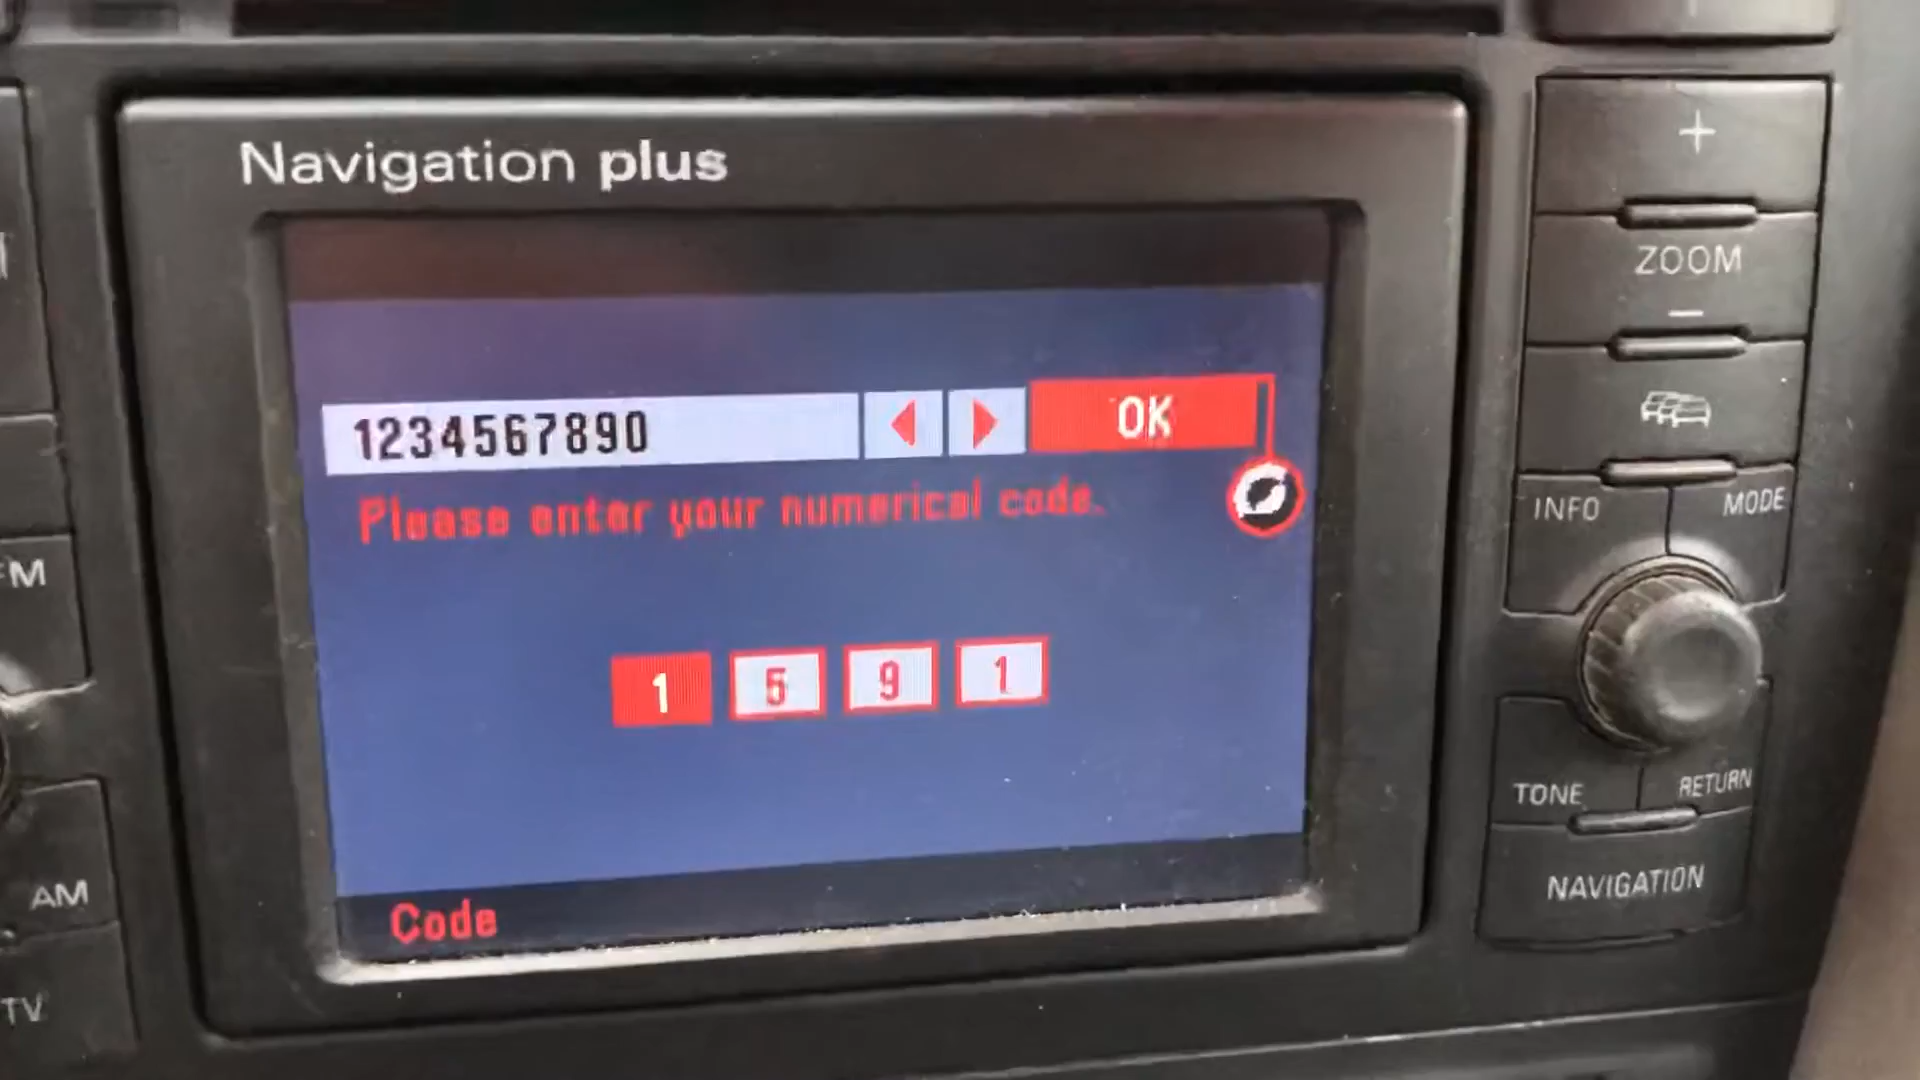 Navigation plus
1234567890 OK
Please enter your numerical code.
1 5 9 1
Code
FM
AM
TV
+
ZOOM
−
INFO MODE
TONE RETURN
NAVIGATION